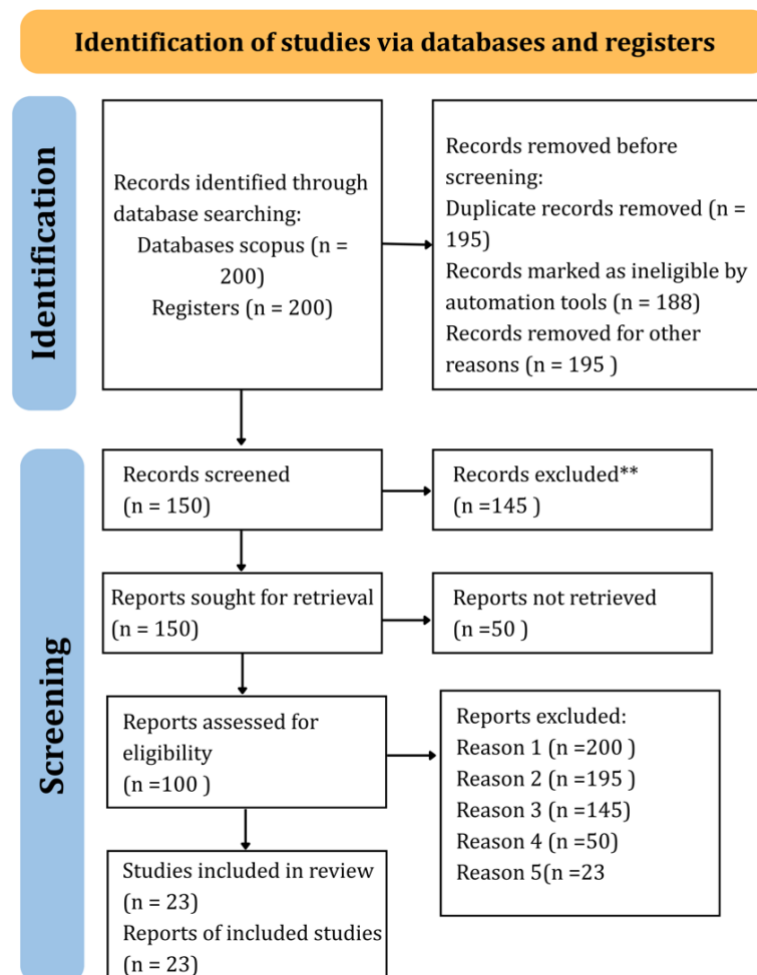 Identification of studies via databases and registers
Identification
Records identified through
database searching:
Databases scopus (n =
200)
Registers (n = 200)
Records removed before
screening:
Duplicate records removed (n =
195)
Records marked as ineligible by
automation tools (n = 188)
Records removed for other
reasons (n = 195 )
Screening
Records screened
(n = 150)
Records excluded**
(n =145 )
Reports sought for retrieval
(n = 150)
Reports not retrieved
(n =50 )
Reports assessed for
eligibility
(n =100 )
Reports excluded:
Reason 1 (n =200 )
Reason 2 (n =195 )
Reason 3 (n =145)
Reason 4 (n =50)
Reason 5(n =23
Studies included in review
(n = 23)
Reports of included studies
(n = 23)